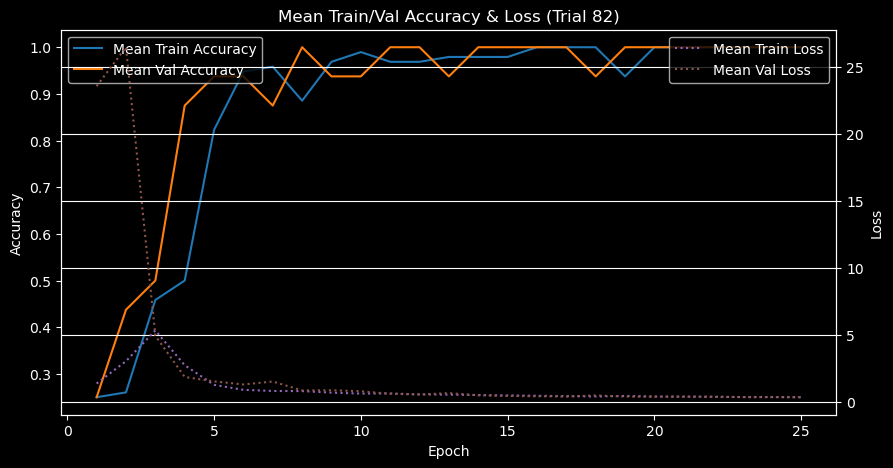 Mean Train/Val Accuracy & Loss (Trial 82)
Mean Train Accuracy
Mean Val Accuracy
Mean Train Loss
Mean Val Loss
Accuracy
1.0
0.9
0.8
0.7
0.6
0.5
0.4
0.3
25
20
15
10
5
0
Loss
0
5
10
15
20
25
Epoch